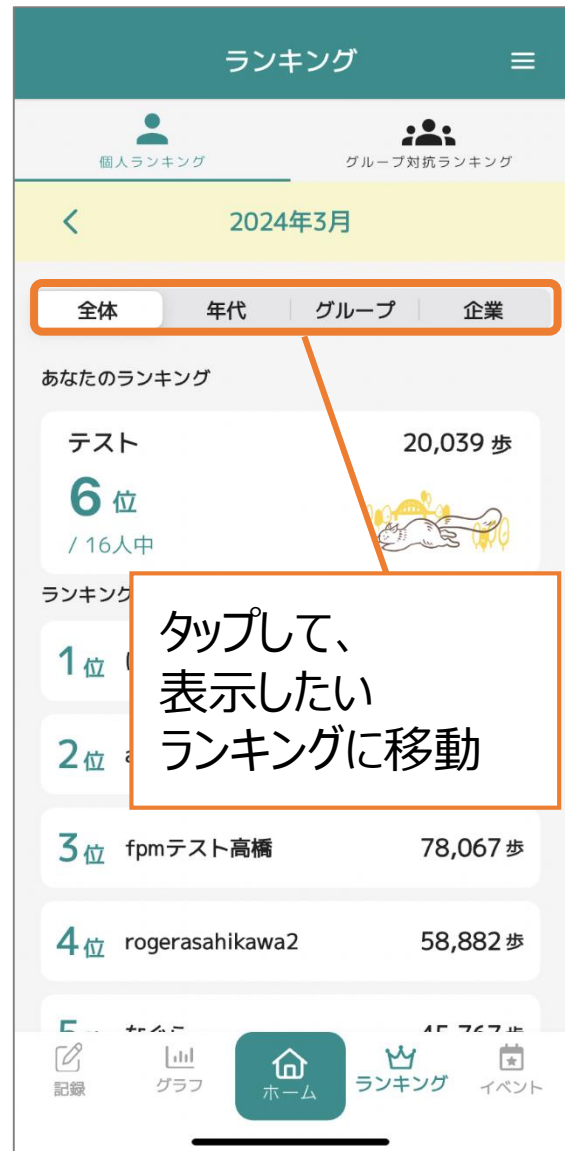 ランキング
個人ランキング
グループ対抗ランキング
2024年3月
全体 年代 グループ 企業
あなたのランキング
テスト 20,039 歩
6 位
/ 16人中
ランキング
タップして、
表示したい
ランキングに移動
1位
2位
3位 fpmテスト高橋 78,067 歩
4位 rogerasahikawa2 58,882 歩
記録 グラフ ホーム ランキング イベント